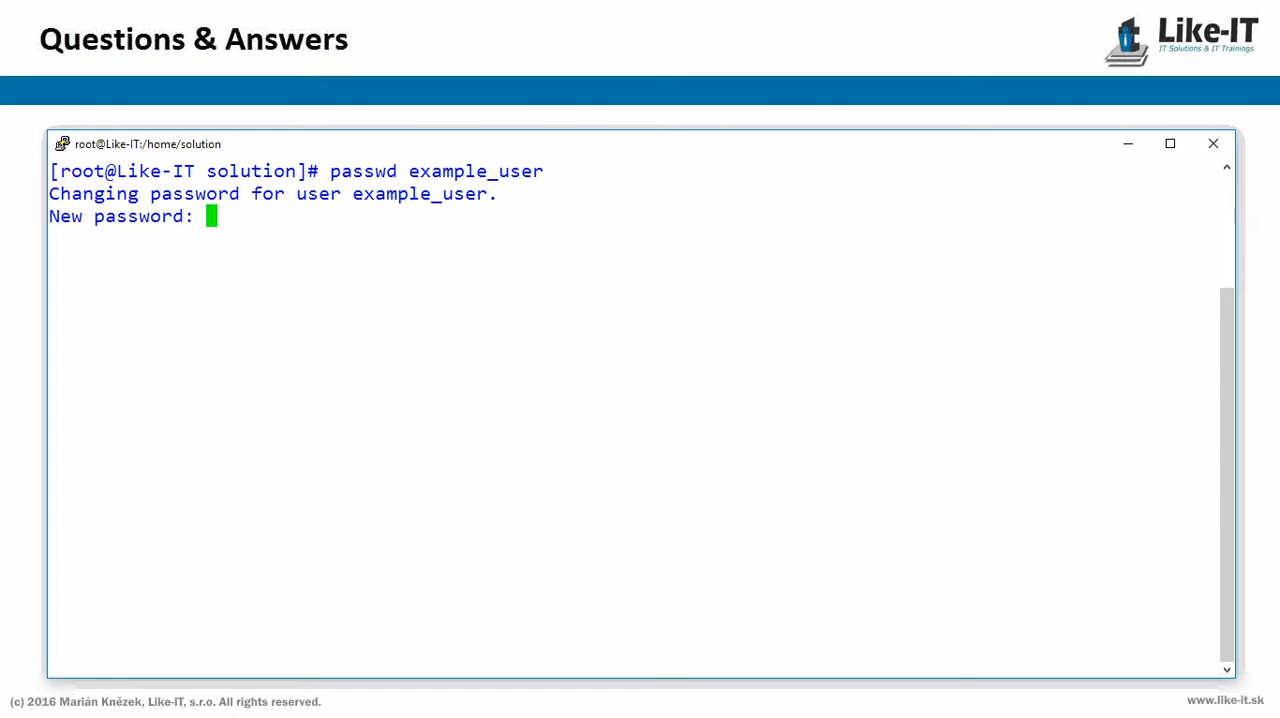 Questions & Answers
Like-IT
IT Solutions & IT Trainings
root@Like-IT:/home/solution
[root@Like-IT solution]# passwd example_user
Changing password for user example_user.
New password:
(c) 2016 Marián Knězek, Like-IT, s.r.o. All rights reserved.
www.like-it.sk